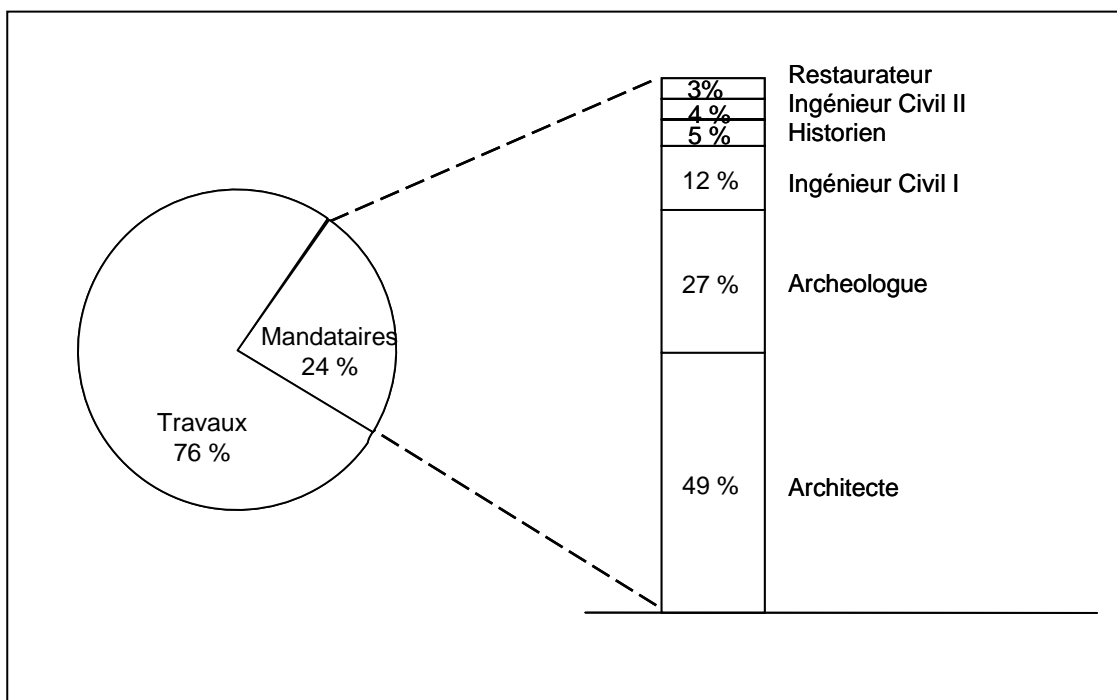 3% Restaurateur
4 % Ingénieur Civil II
5 % Historien
12 % Ingénieur Civil I
27 % Archeologue
49 % Architecte
Mandataires
24 %
Travaux
76 %